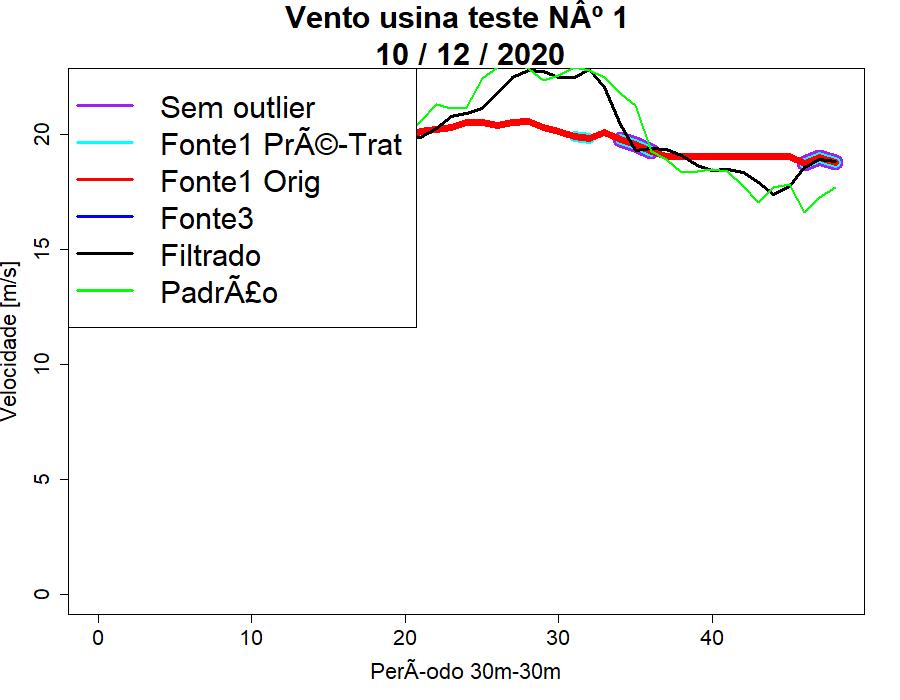 Vento usina teste NÂº 1
10 / 12 / 2020
Sem outlier
Fonte1 PrÃ©-Trat
Fonte1 Orig
Fonte3
Filtrado
PadrÃ£o
Velocidade [m/s]
20
15
10
5
0
0 10 20 30 40
PerÃ-odo 30m-30m